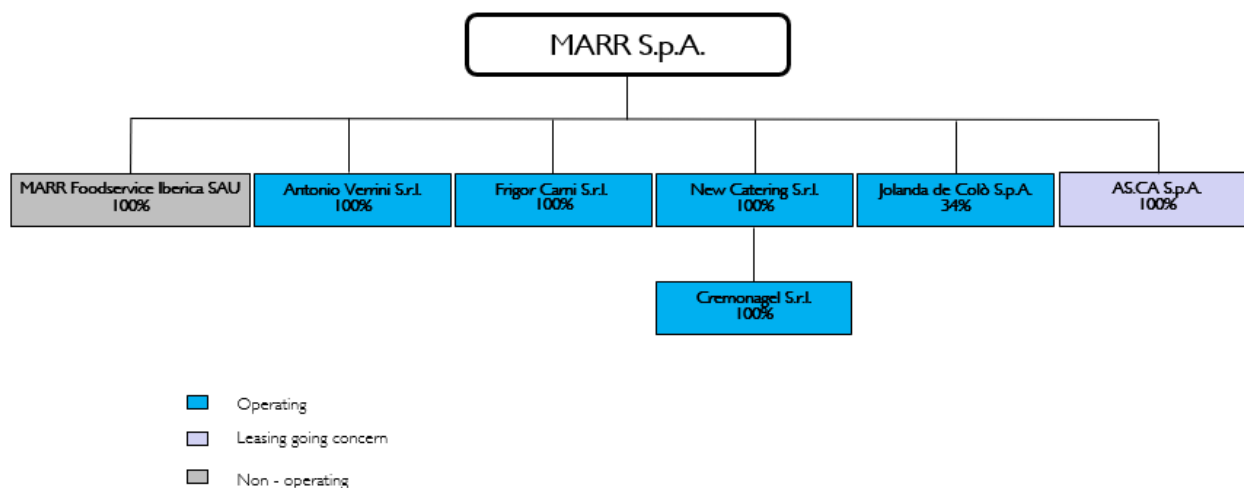 MARR S.p.A.
MARR Foodservice Iberica SAU
100%
Antonio Verrini S.r.l.
100%
Frigor Carni S.r.l.
100%
New Catering S.r.l.
100%
Jolanda de Colò S.p.A.
34%
AS.CA S.p.A.
100%
Cremonagel S.r.l.
100%
Operating
Leasing going concern
Non - operating